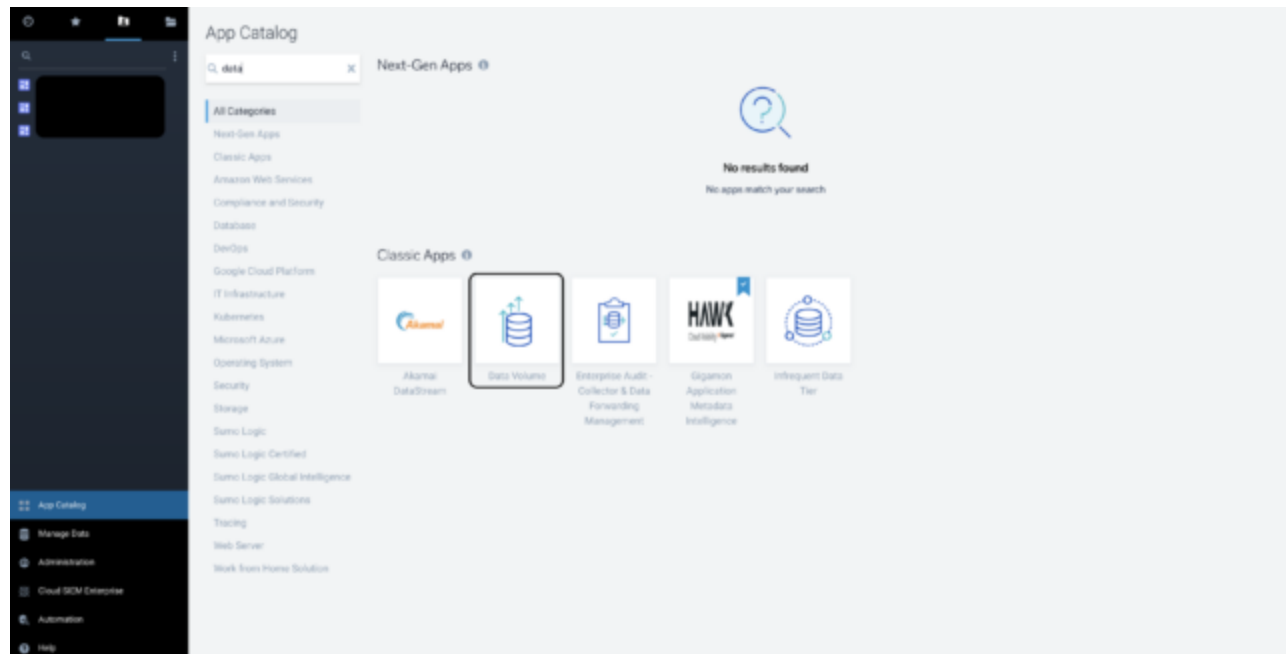 App Catalog
data
All Categories
Next-Gen Apps
Classic Apps
Amazon Web Services
Compliance and Security
Database
DevOps
Google Cloud Platform
IT Infrastructure
Kubernetes
Microsoft Azure
Operating System
Security
Storage
Sumo Logic
Sumo Logic Certified
Sumo Logic Global Intelligence
Sumo Logic Solutions
Tracing
Web Server
Work from Home Solution
Next-Gen Apps
No results found
No apps match your search
Classic Apps
Akamai
HAWK
Akamai
DataStream
Data Volume
Enterprise Audit -
Collector & Data
Forwarding
Management
Gigamon
Application
Metadata
Intelligence
Infrequent Data
Tier
App Catalog
Manage Data
Administration
Cloud SIEM Enterprise
Automation
Help